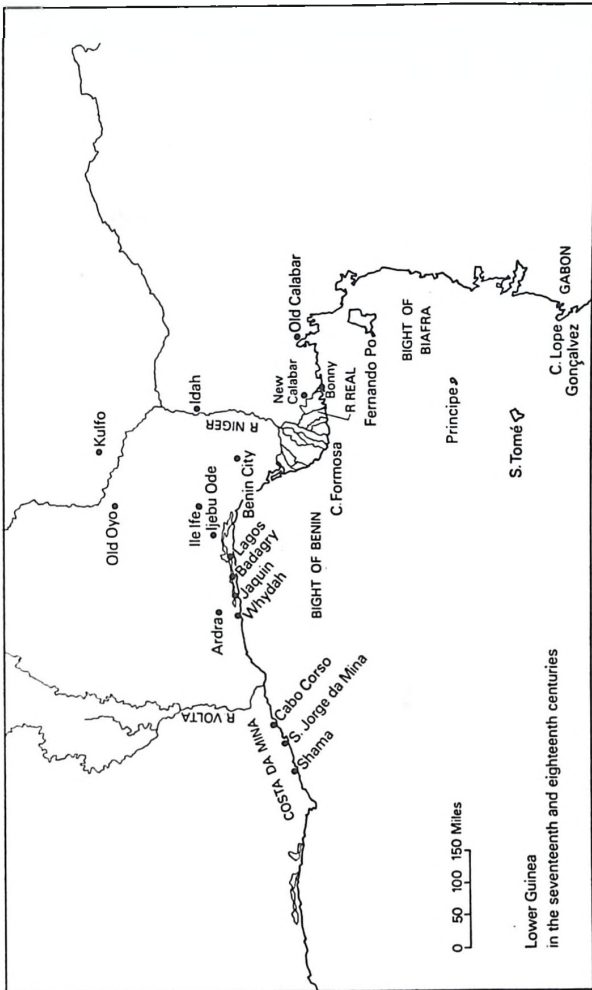 Kulfo
Old Oyo
Idah
R NIGER
Ile Ife
Ijebu Ode
Benin City
Lagos
Badagry
Jaquin
Whydah
Ardra
R VOLTA
COSTA DA MINA
Cabo Corso
S. Jorge da Mina
Shama
BIGHT OF BENIN
C. Formosa
New
Calabar
Bonny
R REAL
Old Calabar
Fernando Po
BIGHT OF
BIAFRA
Principe
S. Tomé
C. Lope
Gonçalvez
GABON
0 50 100 150 Miles
Lower Guinea
in the seventeenth and eighteenth centuries